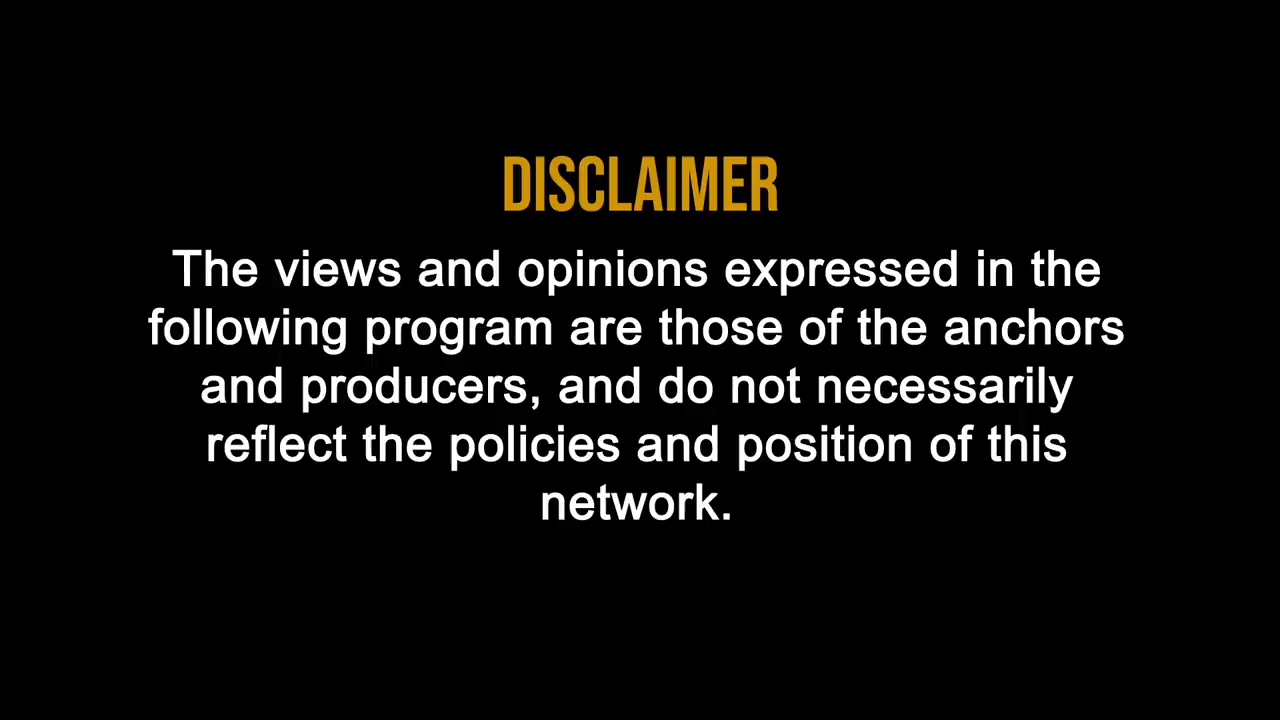 DISCLAIMER
The views and opinions expressed in the
following program are those of the anchors
and producers, and do not necessarily
reflect the policies and position of this
network.